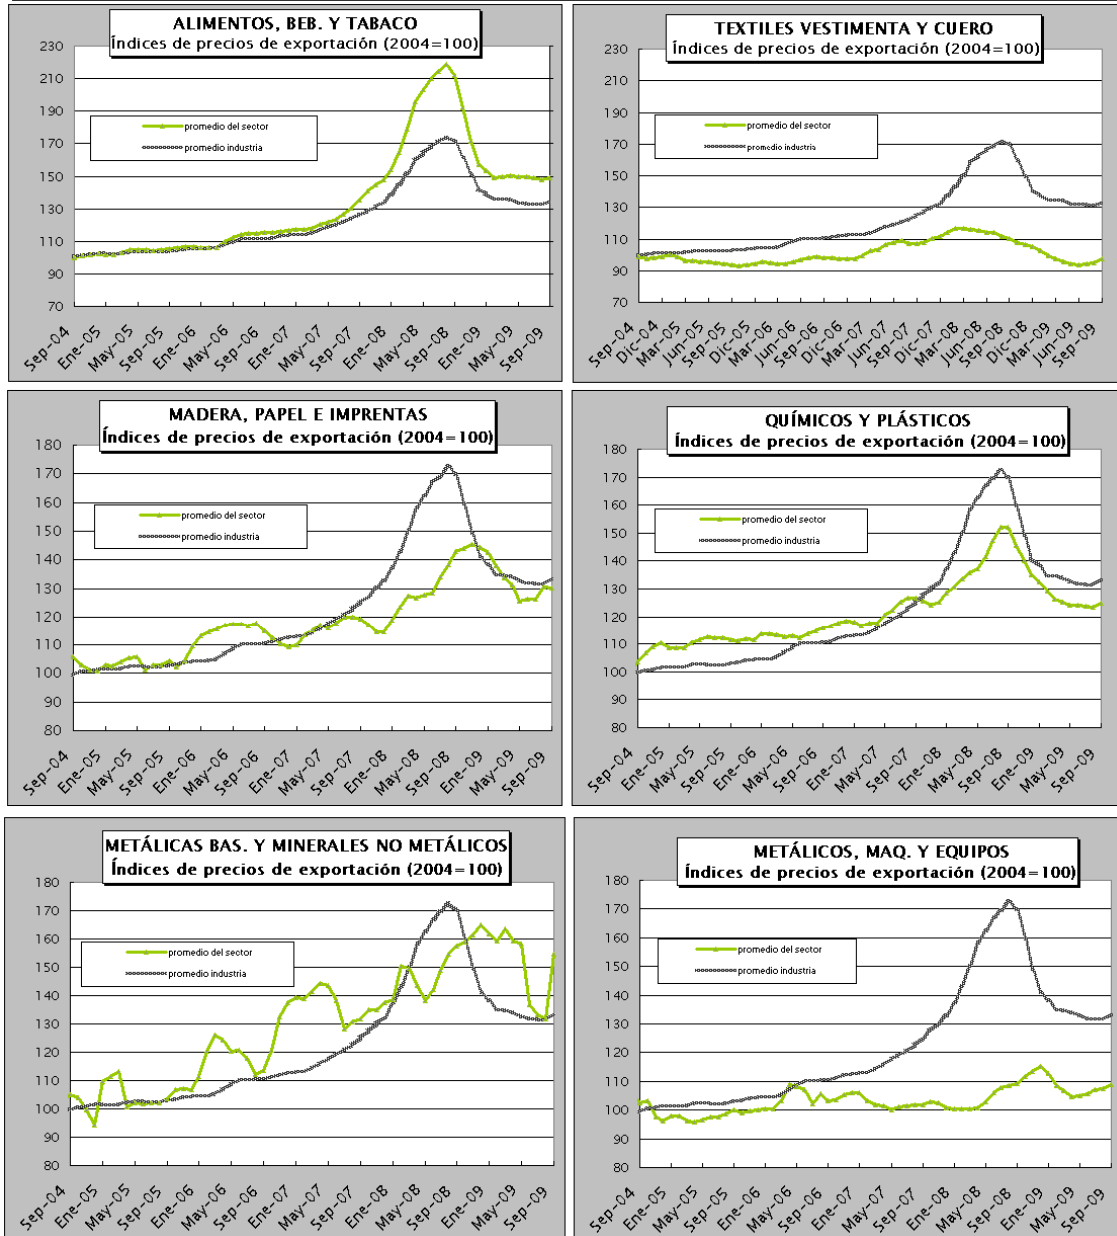 ALIMENTOS, BEB. Y TABACO
Índices de precios de exportación (2004=100)
230
210
190
170
150
130
110
90
70
promedio del sector
promedio industria
Sep-04
Ene-05
May-05
Sep-05
Ene-06
May-06
Sep-06
Ene-07
May-07
Sep-07
Ene-08
May-08
Sep-08
Ene-09
May-09
Sep-09
TEXTILES VESTIMENTA Y CUERO
Índices de precios de exportación (2004=100)
230
210
190
170
150
130
110
90
70
promedio del sector
promedio industria
Sep-04
Dic-04
Mar-05
Jun-05
Sep-05
Dic-05
Mar-06
Jun-06
Sep-06
Dic-06
Mar-07
Jun-07
Sep-07
Dic-07
Mar-08
Jun-08
Sep-08
Dic-08
Mar-09
Jun-09
Sep-09
MADERA, PAPEL E IMPRENTAS
Índices de precios de exportación (2004=100)
180
170
160
150
140
130
120
110
100
90
80
promedio del sector
promedio industria
Sep-04
Ene-05
May-05
Sep-05
Ene-06
May-06
Sep-06
Ene-07
May-07
Sep-07
Ene-08
May-08
Sep-08
Ene-09
May-09
Sep-09
QUÍMICOS Y PLÁSTICOS
Índices de precios de exportación (2004=100)
180
170
160
150
140
130
120
110
100
90
80
promedio del sector
promedio industria
Sep-04
Ene-05
May-05
Sep-05
Ene-06
May-06
Sep-06
Ene-07
May-07
Sep-07
Ene-08
May-08
Sep-08
Ene-09
May-09
Sep-09
METÁLICAS BAS. Y MINERALES NO METÁLICOS
Índices de precios de exportación (2004=100)
180
170
160
150
140
130
120
110
100
90
80
promedio del sector
promedio industria
Sep-04
Ene-05
May-05
Sep-05
Ene-06
May-06
Sep-06
Ene-07
May-07
Sep-07
Ene-08
May-08
Sep-08
Ene-09
May-09
Sep-09
METÁLICOS, MAQ. Y EQUIPOS
Índices de precios de exportación (2004=100)
180
170
160
150
140
130
120
110
100
90
80
promedio del sector
promedio industria
Sep-04
Ene-05
May-05
Sep-05
Ene-06
May-06
Sep-06
Ene-07
May-07
Sep-07
Ene-08
May-08
Sep-08
Ene-09
May-09
Sep-09